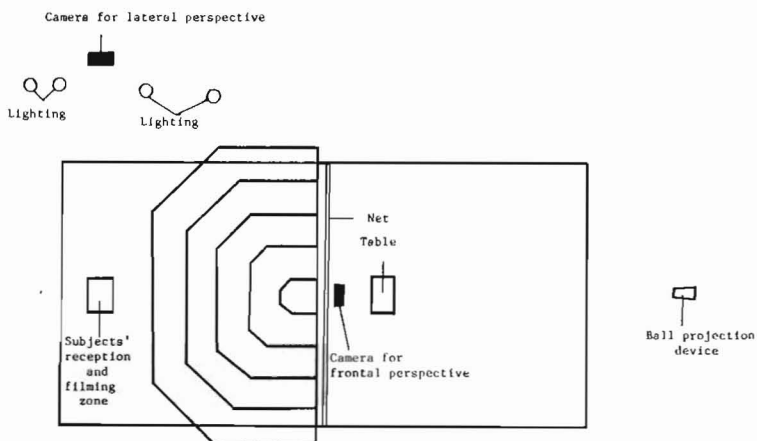 Camera for lateral perspective
Lighting
Lighting
Net
Table
Subjects'
reception
and
filming
zone
Camera for
frontal perspective
Ball projection
device